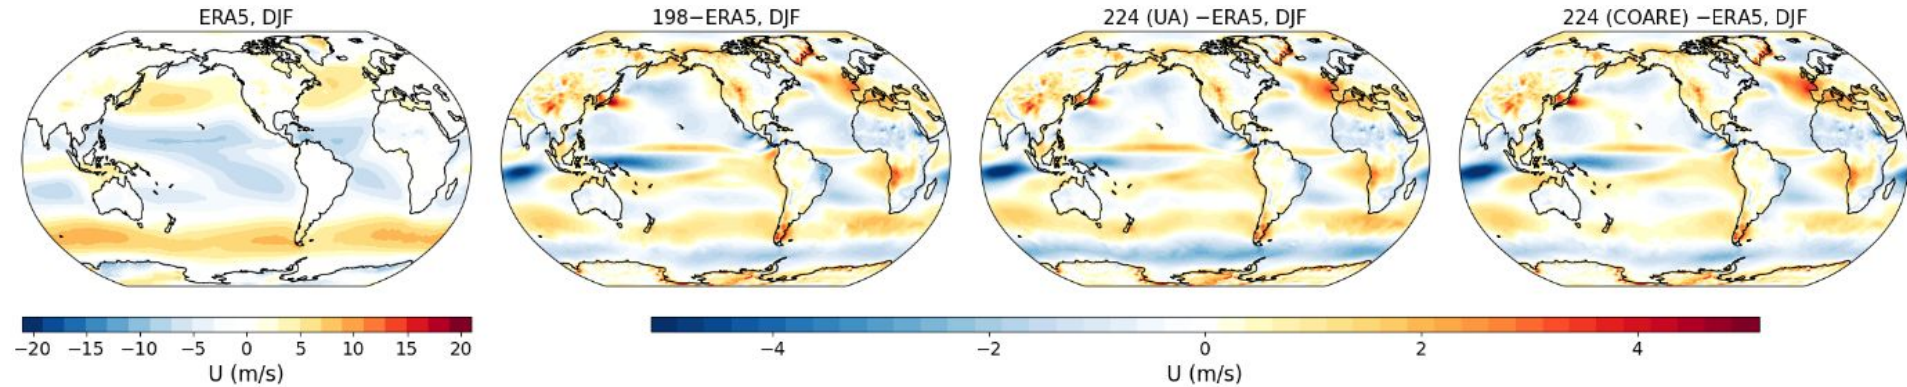 ERA5, DJF
198−ERA5, DJF
224 (UA) −ERA5, DJF
224 (COARE) −ERA5, DJF
−20 −15 −10 −5 0 5 10 15 20
U (m/s)
−4 −2 0 2 4
U (m/s)